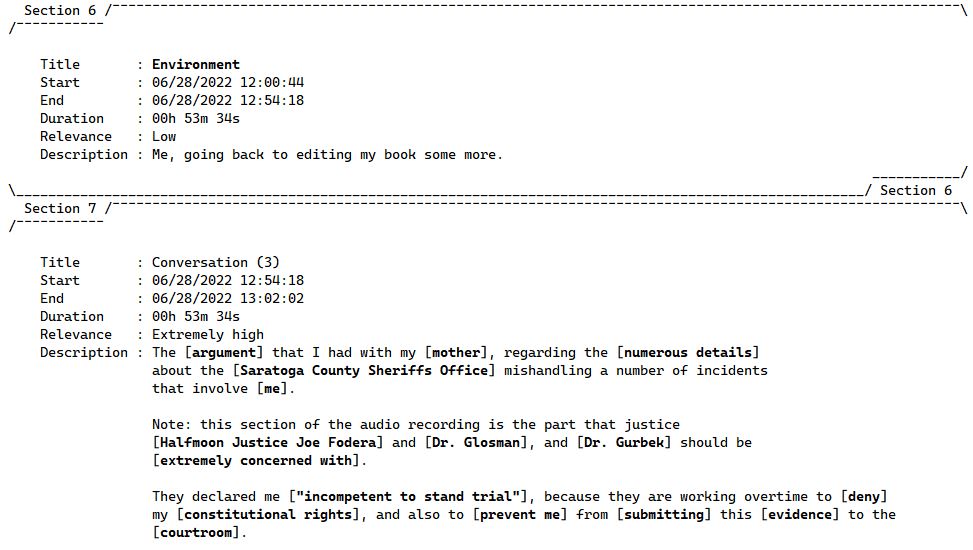 Section 6 /¯¯¯¯¯¯¯¯¯¯¯¯¯¯¯¯¯¯¯¯¯¯¯¯¯¯¯¯¯¯¯¯¯¯¯¯¯¯¯¯¯¯¯¯¯¯¯¯¯¯¯¯¯¯¯¯¯¯¯¯¯¯¯¯¯¯¯¯¯¯¯¯¯¯¯¯¯¯¯¯¯¯¯¯¯¯¯¯¯¯¯¯¯¯¯¯¯¯¯¯¯¯¯¯¯¯\
/¯¯¯¯¯¯¯¯¯¯¯
Title : Environment
Start : 06/28/2022 12:00:44
End : 06/28/2022 12:54:18
Duration : 00h 53m 34s
Relevance : Low
Description : Me, going back to editing my book some more.
___________/
\__________________________________________________________________________________________________________/ Section 6
Section 7 /¯¯¯¯¯¯¯¯¯¯¯¯¯¯¯¯¯¯¯¯¯¯¯¯¯¯¯¯¯¯¯¯¯¯¯¯¯¯¯¯¯¯¯¯¯¯¯¯¯¯¯¯¯¯¯¯¯¯¯¯¯¯¯¯¯¯¯¯¯¯¯¯¯¯¯¯¯¯¯¯¯¯¯¯¯¯¯¯¯¯¯¯¯¯¯¯¯¯¯¯¯¯¯¯¯¯\
/¯¯¯¯¯¯¯¯¯¯¯
Title : Conversation (3)
Start : 06/28/2022 12:54:18
End : 06/28/2022 13:02:02
Duration : 00h 53m 34s
Relevance : Extremely high
Description : The [argument] that I had with my [mother], regarding the [numerous details]
about the [Saratoga County Sheriffs Office] mishandling a number of incidents
that involve [me].
Note: this section of the audio recording is the part that justice
[Halfmoon Justice Joe Fodera] and [Dr. Glosman], and [Dr. Gurbek] should be
[extremely concerned with].
They declared me ["incompetent to stand trial"], because they are working overtime to [deny]
my [constitutional rights], and also to [prevent me] from [submitting] this [evidence] to the
[courtroom].